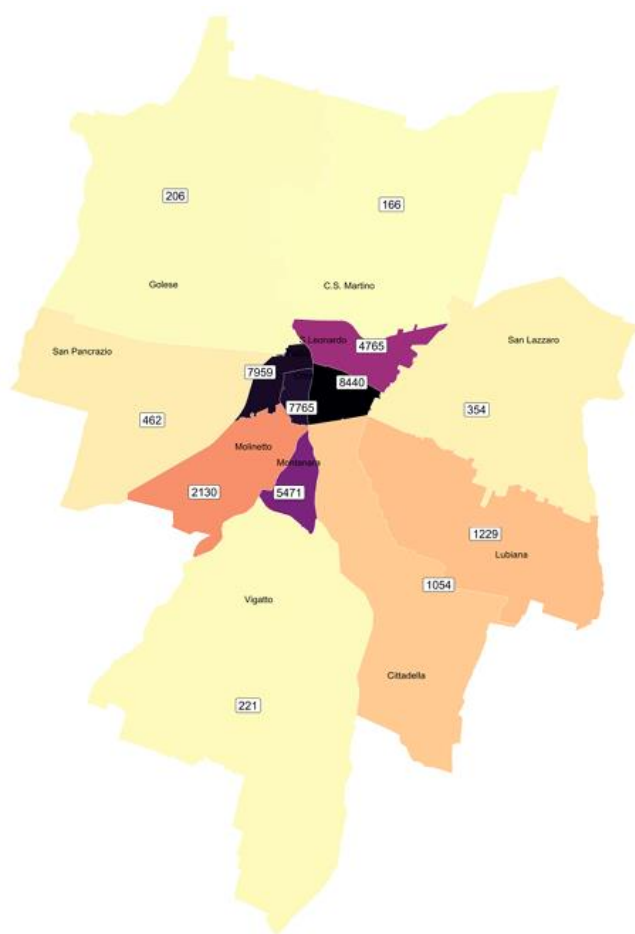 206
166
Golese
C.S. Martino
S.Leonardo
San Lazzaro
4765
San Pancrazio
7959
8440
7765
354
462
Molinetto
Montanara
2130
5471
1229
Lubiana
1054
Vigatto
Cittadella
221